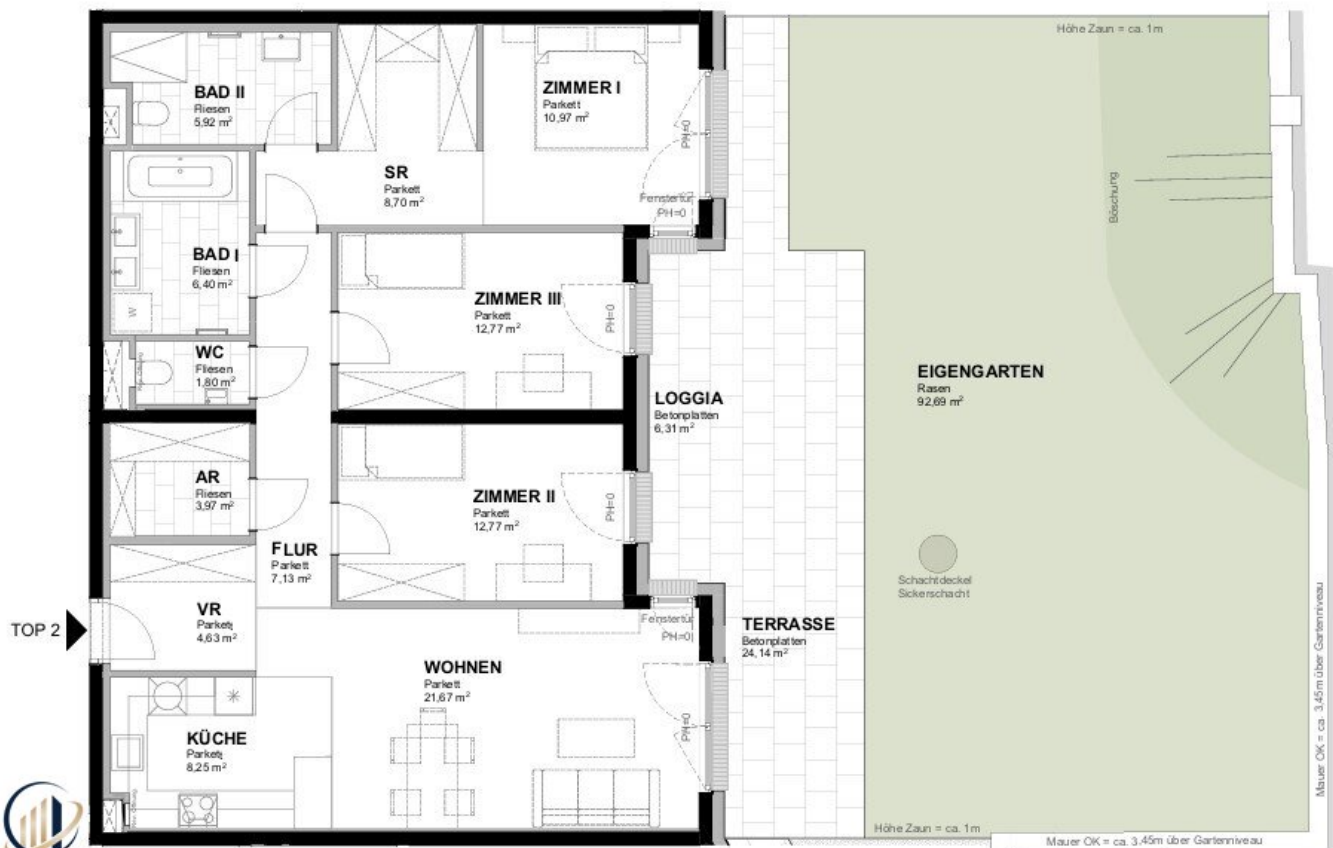 Höhe Zaun = ca. 1m
BAD II
Fliesen
5,92 m²
ZIMMER I
Parkett
10,97 m²
PH=0
SR
Parkett
8,70 m²
Fenstertür
PH=0
Böschung
BAD I
Fliesen
6,40 m²
W
ZIMMER III
Parkett
12,77 m²
PH=0
WC
Fliesen
1,80 m²
LOGGIA
Betonplatten
6,31 m²
EIGENGARTEN
Rasen
92,69 m²
AR
Fliesen
3,97 m²
ZIMMER II
Parkett
12,77 m²
PH=0
FLUR
Parkett
7,13 m²
Schachtdeckel
Sickerschacht
TOP 2
VR
Parkett
4,63 m²
Fenstertür
PH=0
TERRASSE
Betonplatten
24,14 m²
WOHNEN
Parkett
21,67 m²
PH=0
KÜCHE
Parkett
8,25 m²
Mauer OK = ca. 3,45m über Gartenniveau
Höhe Zaun = ca. 1m
Mauer OK = ca. 3,45m über Gartenniveau